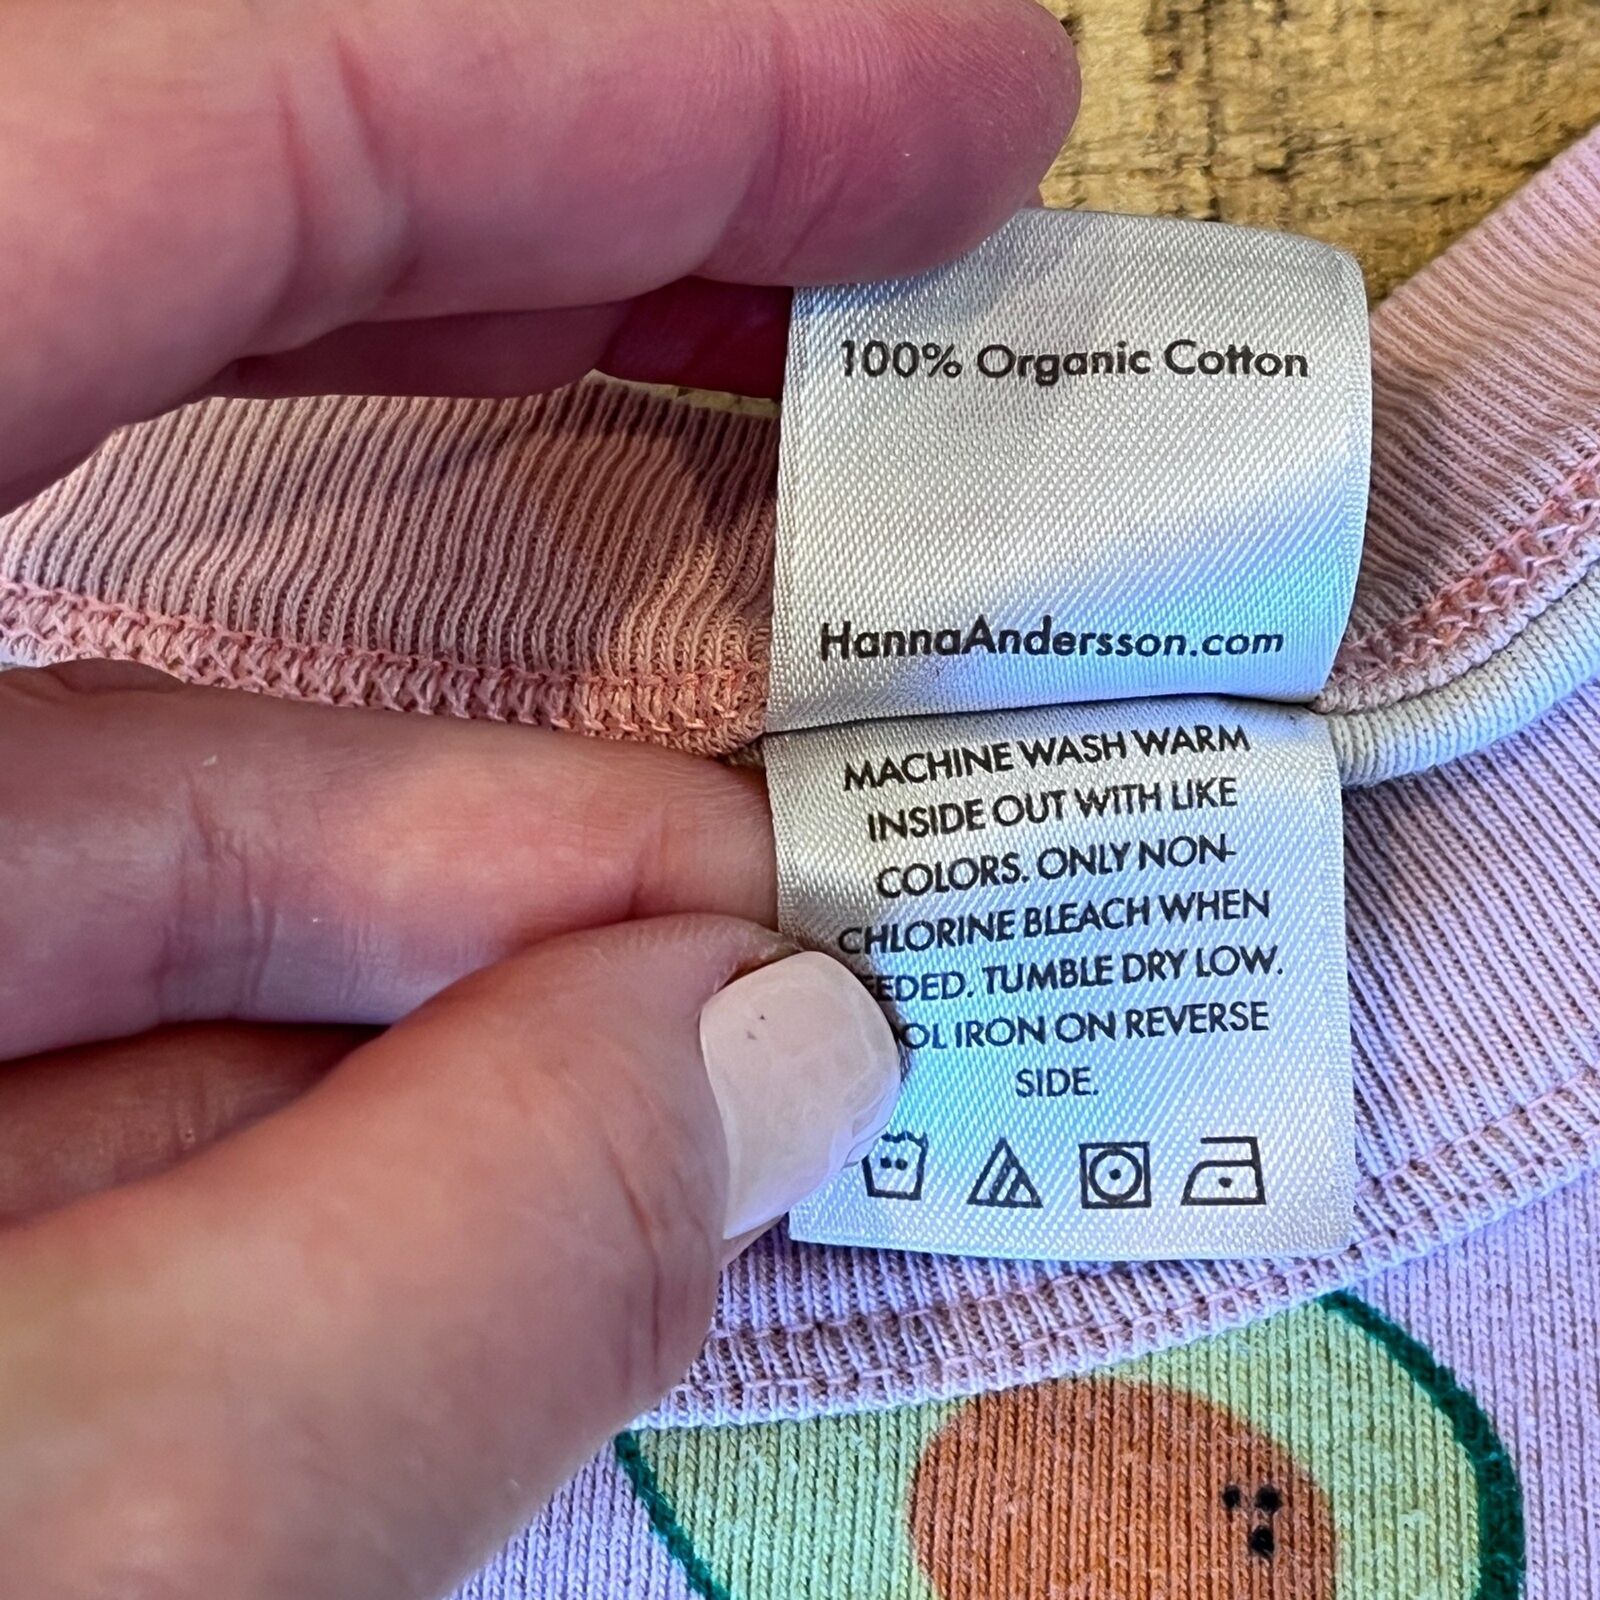 100% Organic Cotton
HannaAndersson.com
MACHINE WASH WARM
INSIDE OUT WITH LIKE
COLORS. ONLY NON-
CHLORINE BLEACH WHEN
EDED. TUMBLE DRY LOW.
OL IRON ON REVERSE
SIDE.